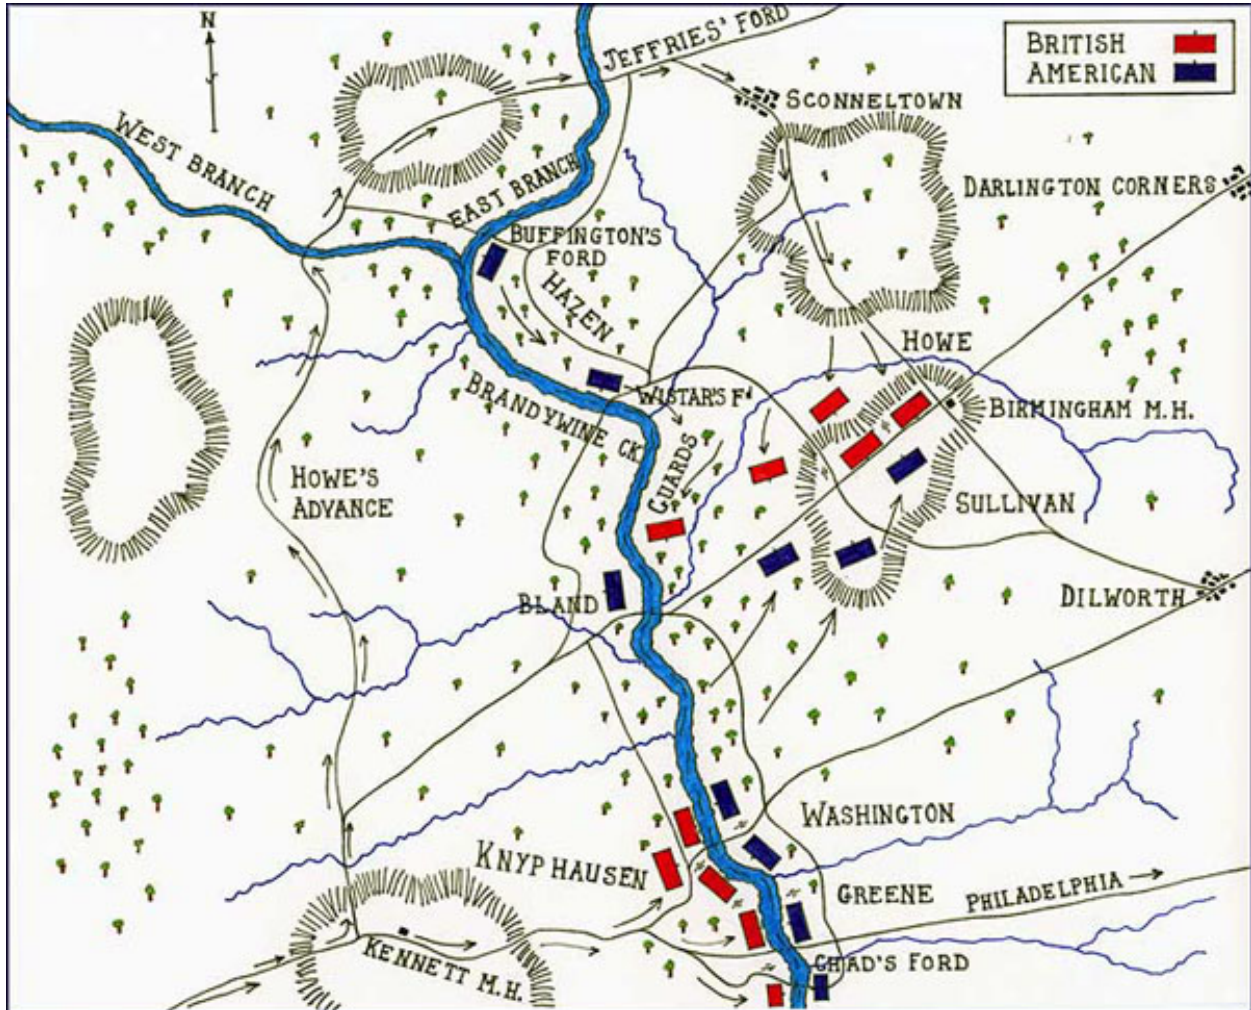 N
JEFFRIES' FORD
BRITISH
AMERICAN
SCONNELTOWN
WEST BRANCH
EAST BRANCH
DARLINGTON CORNERS
BUFFINGTON'S
FORD
HAZEN
HOWE
WISTAR'S Fd
BRANDYWINE CK.
BIRMINGHAM M.H.
GUARDS
HOWE'S
ADVANCE
SULLIVAN
BLAND
DILWORTH
WASHINGTON
KNYPHAUSEN
GREENE
PHILADELPHIA
KENNETT M.H.
CHAD'S FORD